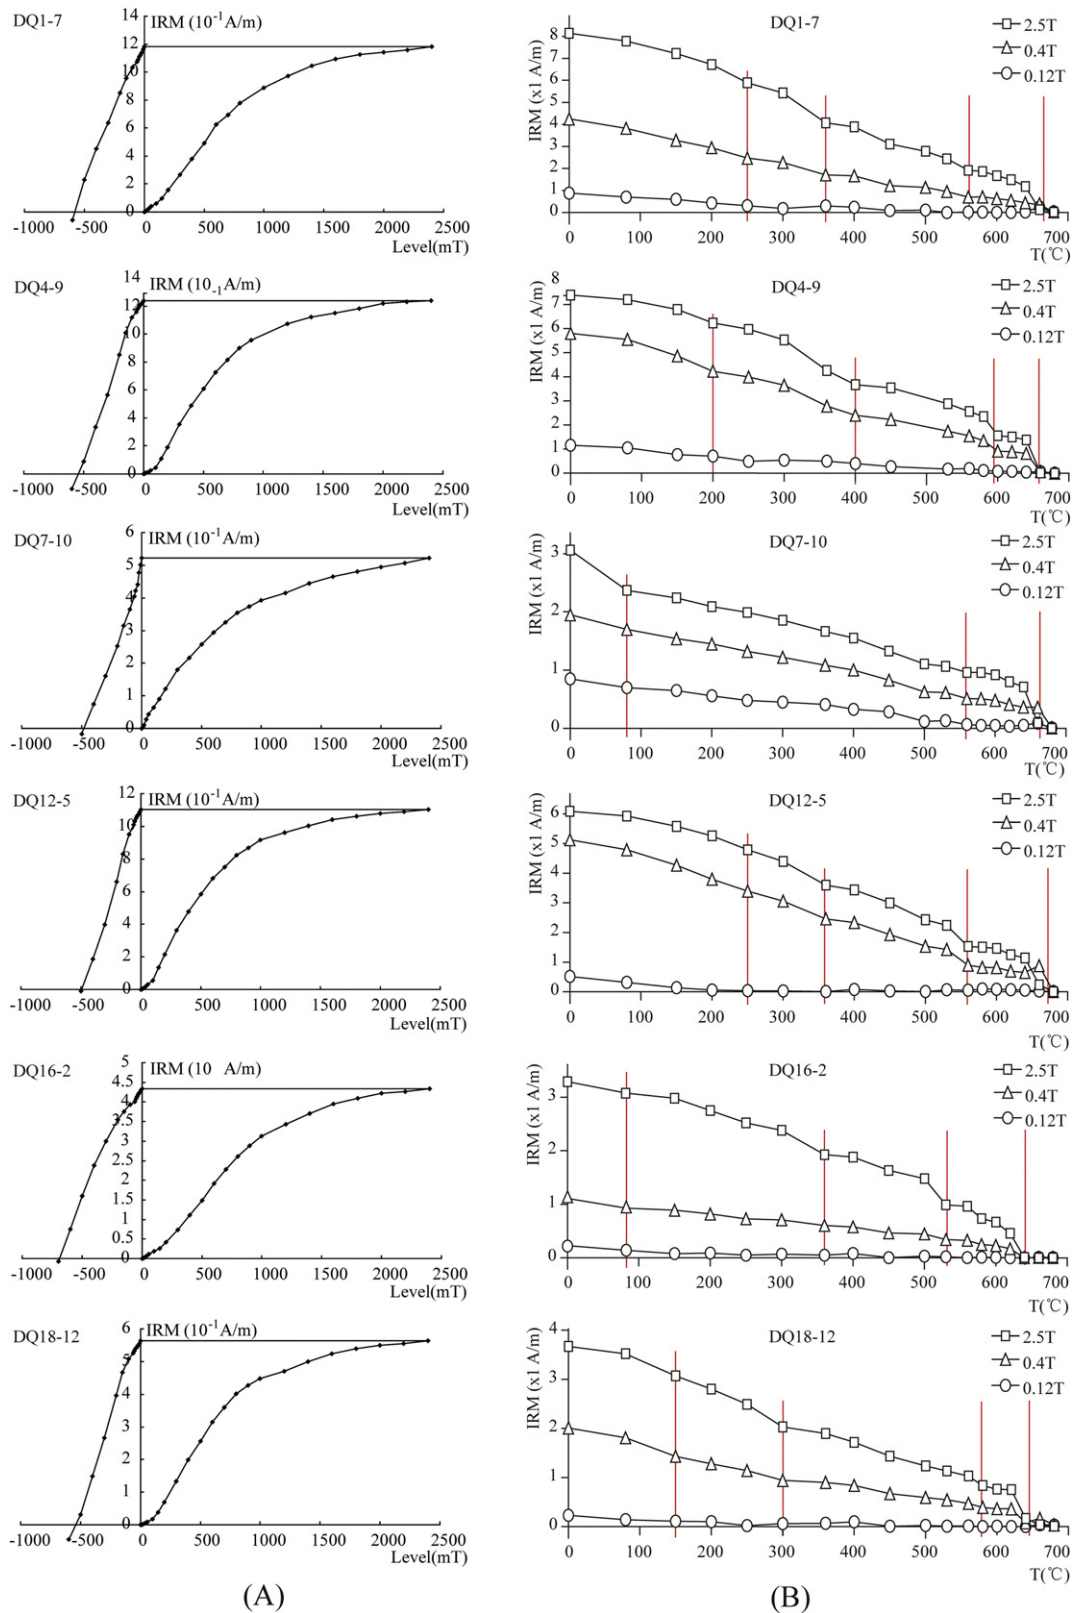 DQ1-7
IRM (10⁻¹A/m)
14
12
10
8
6
4
2
0
-1000 -500 0 500 1000 1500 2000 2500
Level(mT)
DQ1-7
2.5T
0.4T
0.12T
IRM (x1 A/m)
8
6
4
3
2
1
0
0 100 200 300 400 500 600 700
T(℃)
DQ4-9
IRM (10₋₁A/m)
14
12
10
8
6
4
2
0
-1000 -500 0 500 1000 1500 2000 2500
Level(mT)
DQ4-9
2.5T
0.4T
0.12T
IRM (x1 A/m)
8
7
6
5
4
3
2
1
0
0 100 200 300 400 500 600 700
T(℃)
DQ7-10
IRM (10⁻¹A/m)
6
5
4
3
2
1
0
-1000 -500 0 500 1000 1500 2000 2500
Level(mT)
DQ7-10
2.5T
0.4T
0.12T
IRM (x1 A/m)
3
2
1
0
0 100 200 300 400 500 600 700
T(℃)
DQ12-5
IRM (10⁻¹A/m)
12
10
8
6
4
2
0
-1000 -500 0 500 1000 1500 2000 2500
Level(mT)
DQ12-5
2.5T
0.4T
0.12T
IRM (x1 A/m)
6
4
3
2
1
0
0 100 200 300 400 500 600 700
T(℃)
DQ16-2
IRM (10 A/m)
5
4.5
4
3.5
3
2.5
2
1.5
1
0.5
0
-1000 -500 0 500 1000 1500 2000 2500
Level(mT)
DQ16-2
2.5T
0.4T
0.12T
IRM (x1 A/m)
3
2
1
0
0 100 200 300 400 500 600 700
T(℃)
DQ18-12
IRM (10⁻¹A/m)
6
5
4
3
2
1
0
-1000 -500 0 500 1000 1500 2000 2500
Level(mT)
DQ18-12
2.5T
0.4T
0.12T
IRM (x1 A/m)
4
3
2
1
0
0 100 200 300 400 500 600 700
T(℃)
(A)
(B)